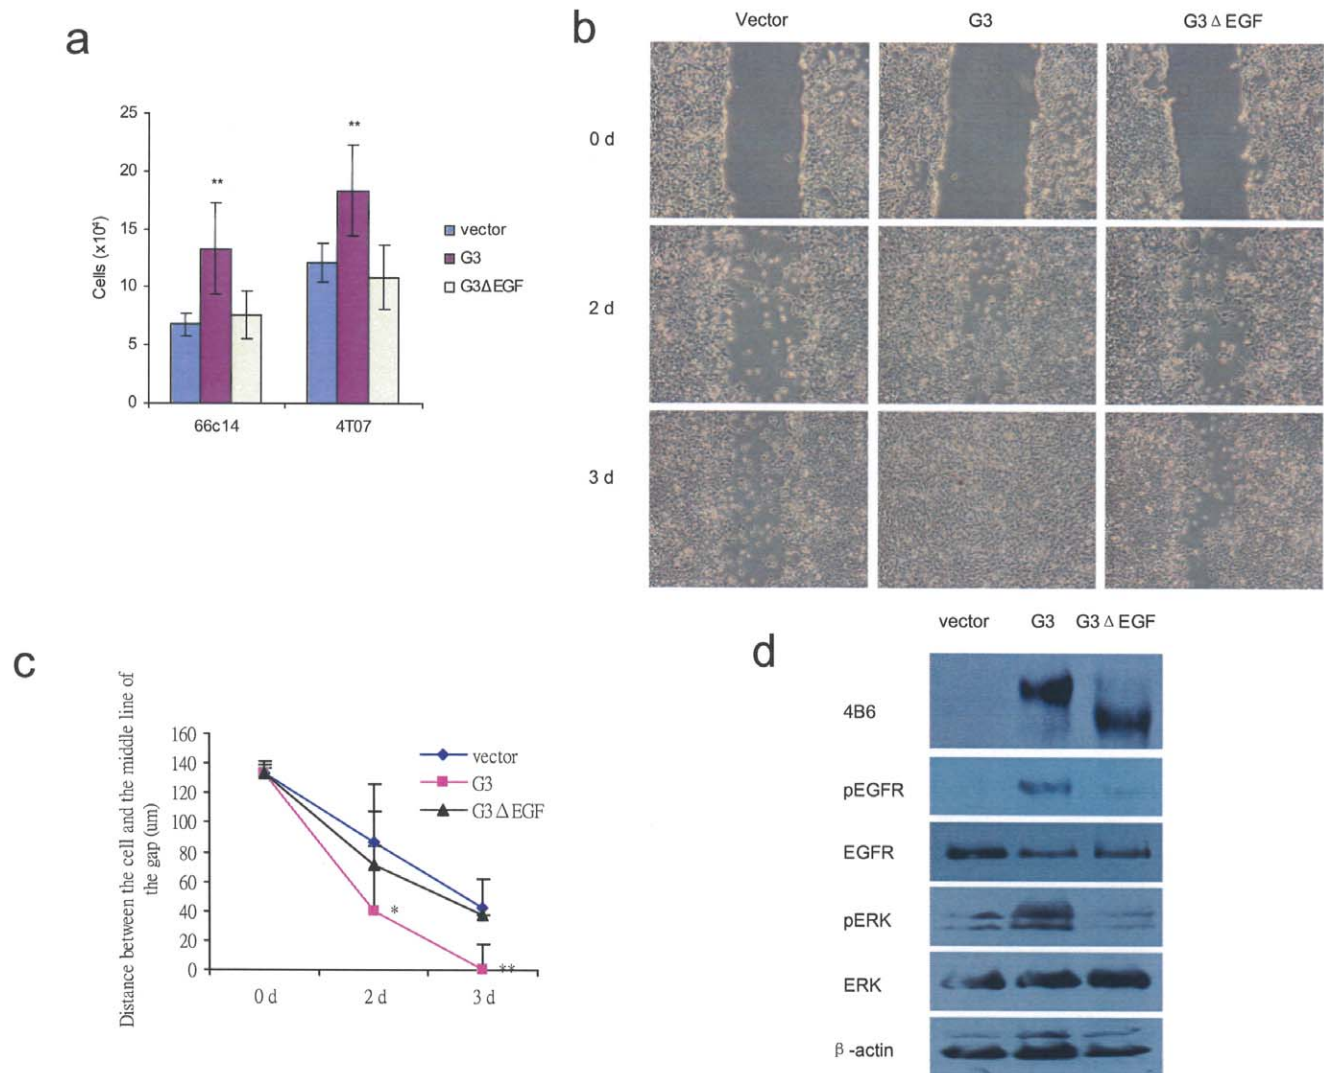 a
25
20
15
10
5
0
Cells (x10⁴)
**
**
66c14
4T07
vector
G3
G3ΔEGF
b
Vector G3 G3 Δ EGF
0 d
2 d
3 d
c
Distance between the cell and the middle line of
the gap (um)
160
140
120
100
80
60
40
20
0
*
**
0 d 2 d 3 d
vector
G3
G3 Δ EGF
d
vector G3 G3 Δ EGF
4B6
pEGFR
EGFR
pERK
ERK
β -actin